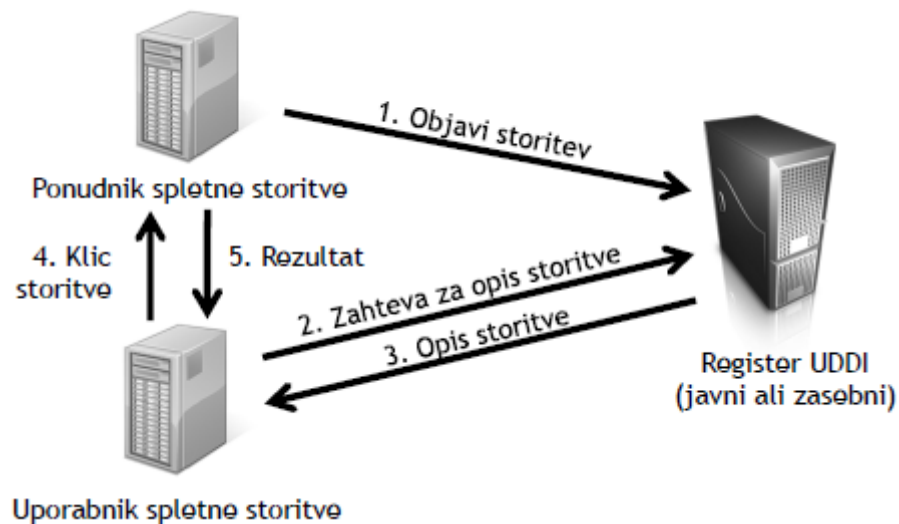 1. Objavi storitev
Ponudnik spletne storitve
4. Klic
storitve
5. Rezultat
2. Zahteva za opis storitve
3. Opis storitve
Register UDDI
(javni ali zasebni)
Uporabnik spletne storitve